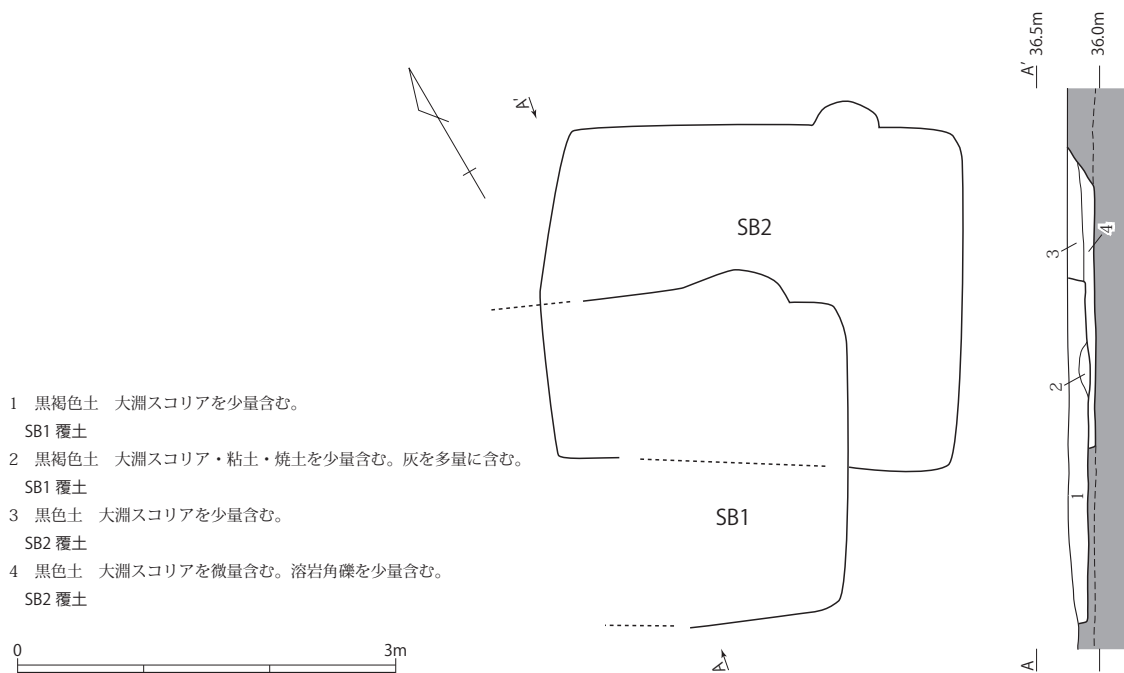 36.5m
36.0m
A'
A'
SB2
3
4
2
1 黒褐色土 大淵スコリアを少量含む。
SB1 覆土
2 黒褐色土 大淵スコリア・粘土・焼土を少量含む。灰を多量に含む。
SB1 覆土
3 黒色土 大淵スコリアを少量含む。
SB2 覆土
4 黒色土 大淵スコリアを微量含む。溶岩角礫を少量含む。
SB2 覆土
SB1
1
0
3m
A
A